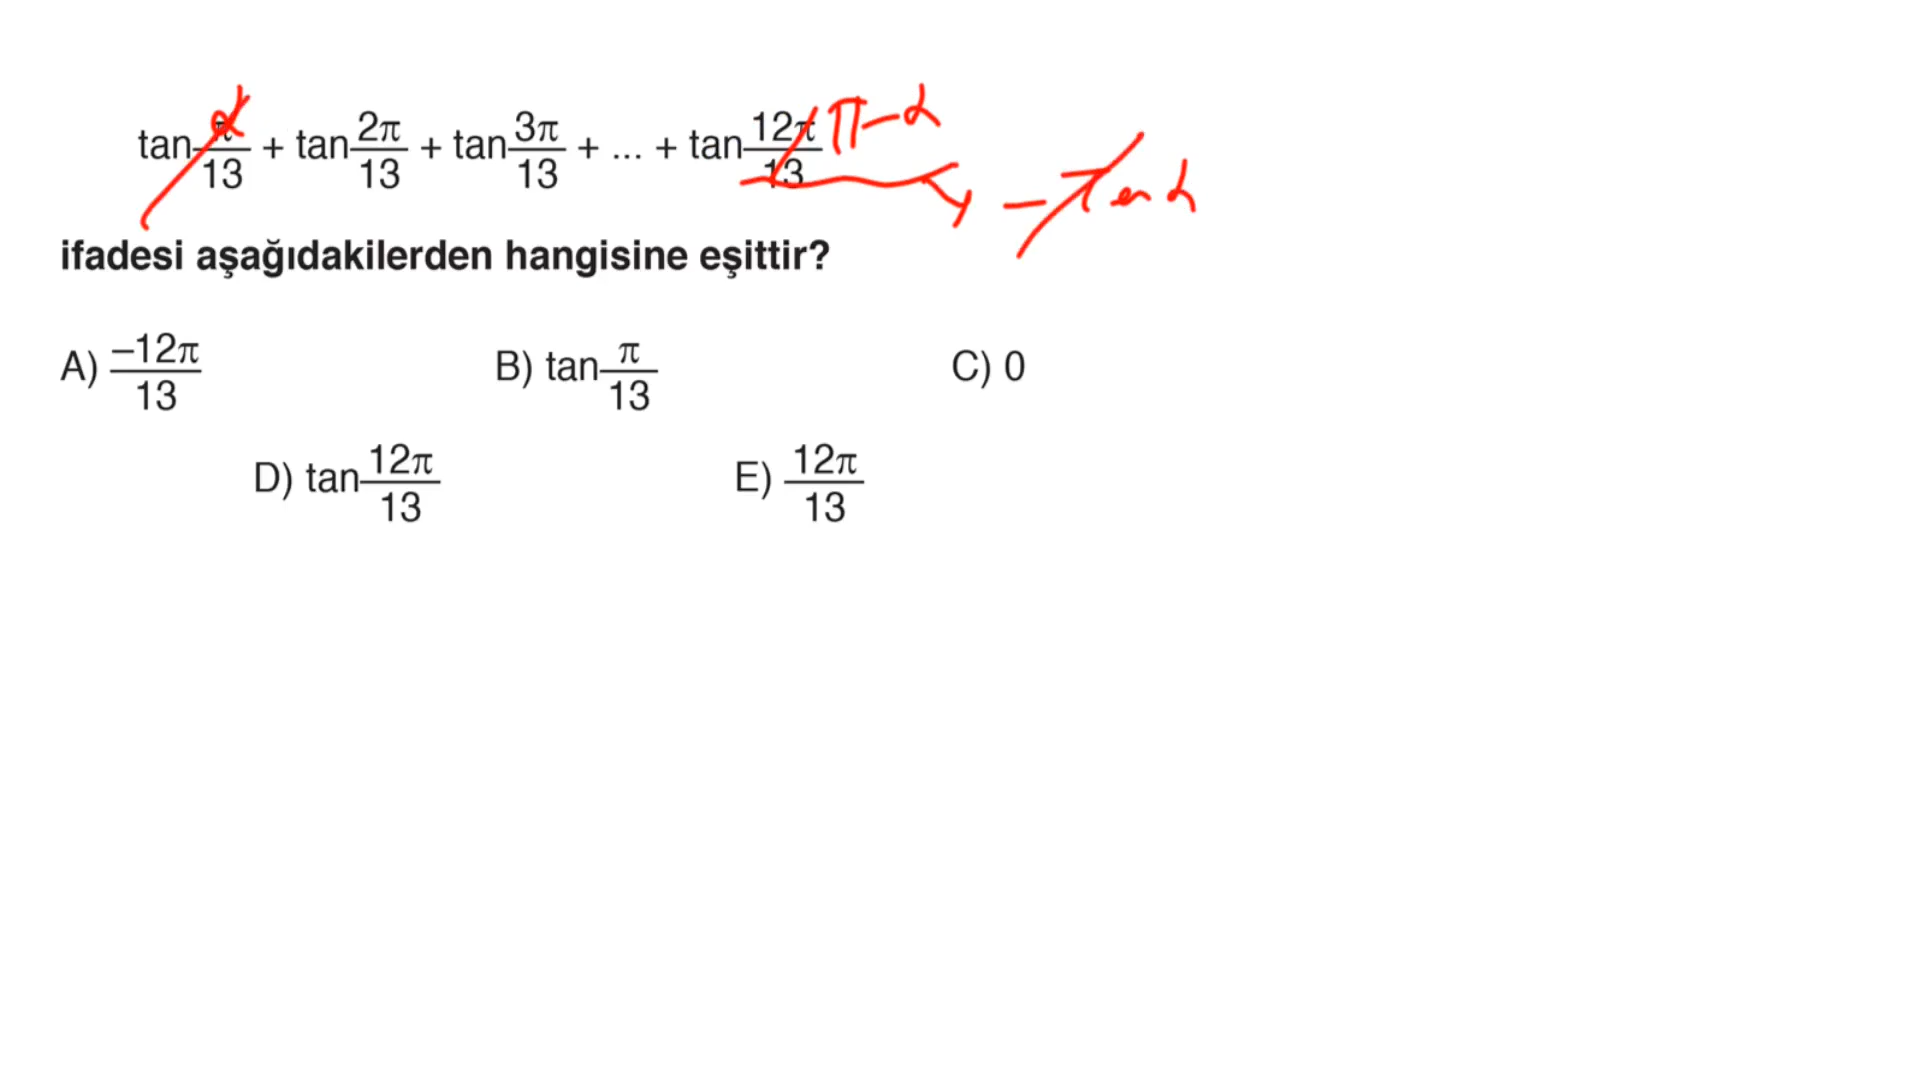 tan π/13 + tan 2π/13 + tan 3π/13 + ... + tan 12π/13
α
π-α
-Tan α
ifadesi aşağıdakilerden hangisine eşittir?
A) –12π/13 B) tan π/13 C) 0
D) tan 12π/13 E) 12π/13